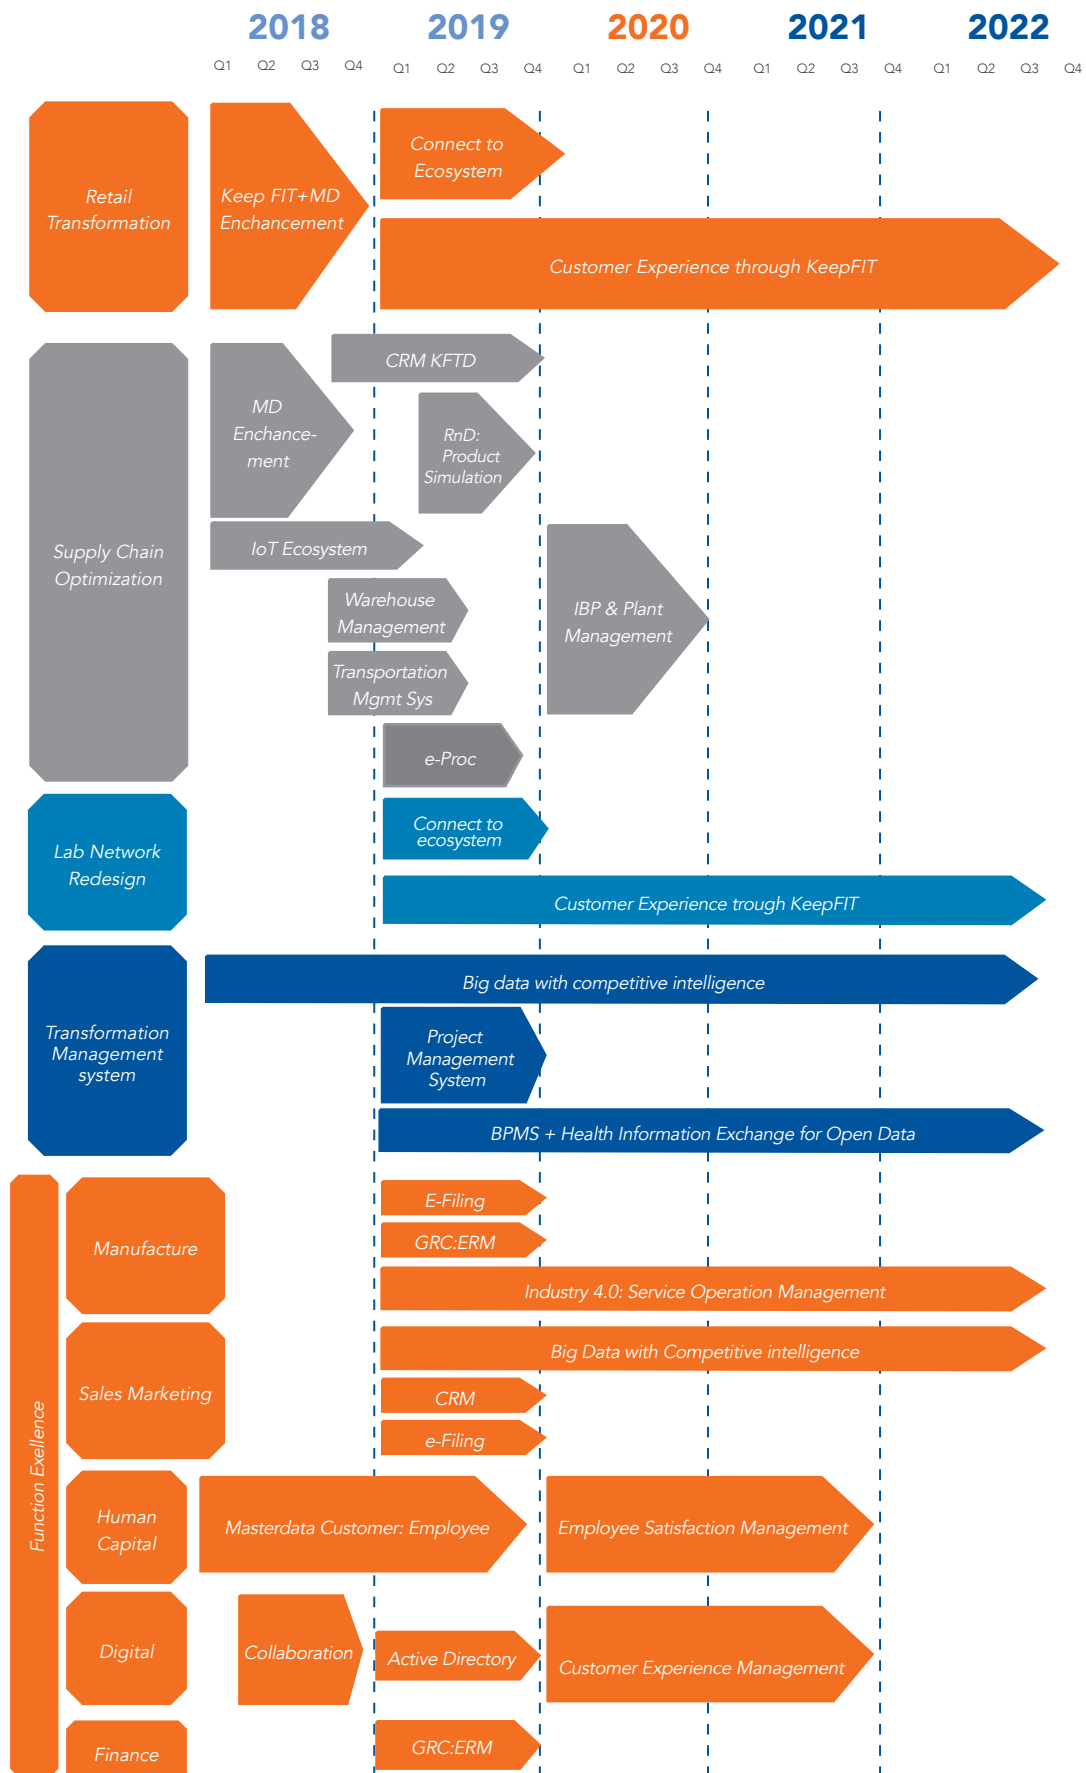 2018 2019 2020 2021 2022
Q1 Q2 Q3 Q4 Q1 Q2 Q3 Q4 Q1 Q2 Q3 Q4 Q1 Q2 Q3 Q4 Q1 Q2 Q3 Q4
Retail
Transformation
Keep FIT+MD
Enchancement
Connect to
Ecosystem
Customer Experience through KeepFIT
Supply Chain
Optimization
CRM KFTD
MD
Enchance-
ment
RnD:
Product
Simulation
IoT Ecosystem
Warehouse
Management
IBP & Plant
Management
Transportation
Mgmt Sys
e-Proc
Lab Network
Redesign
Connect to
ecosystem
Customer Experience trough KeepFIT
Transformation
Management
system
Big data with competitive intelligence
Project
Management
System
BPMS + Health Information Exchange for Open Data
Function Exellence
Manufacture
E-Filing
GRC:ERM
Industry 4.0: Service Operation Management
Sales Marketing
Big Data with Competitive intelligence
CRM
e-Filing
Human
Capital
Masterdata Customer: Employee
Employee Satisfaction Management
Digital
Collaboration
Active Directory
Customer Experience Management
Finance
GRC:ERM